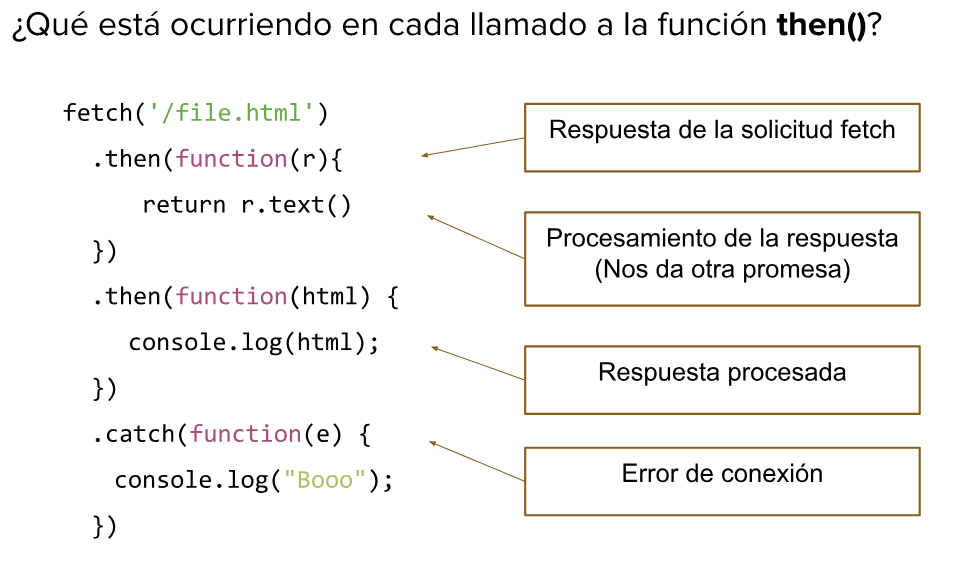 ¿Qué está ocurriendo en cada llamado a la función then()?
fetch('/file.html')
.then(function(r){
return r.text()
})
.then(function(html) {
console.log(html);
})
.catch(function(e) {
console.log("Booo");
})
Respuesta de la solicitud fetch
Procesamiento de la respuesta
(Nos da otra promesa)
Respuesta procesada
Error de conexión